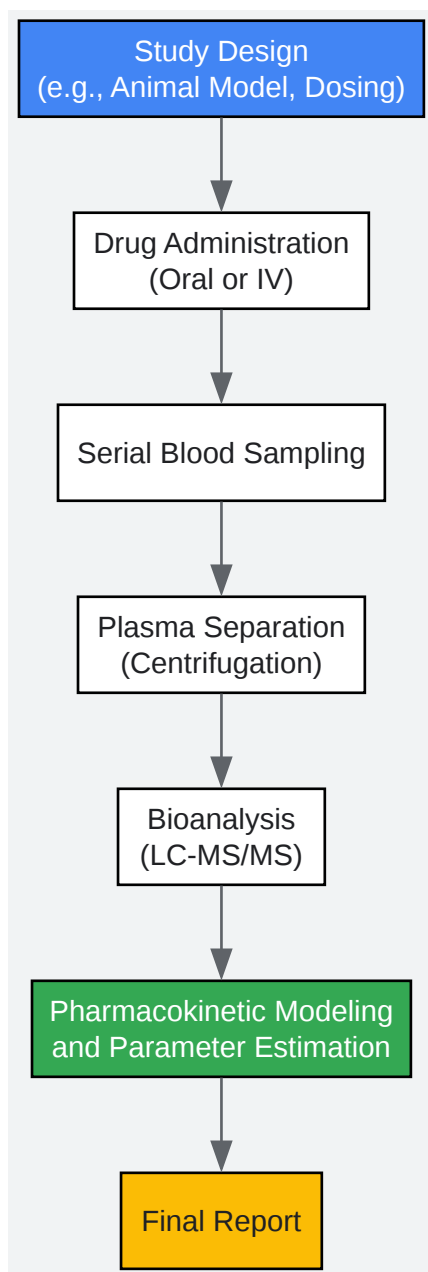 Study Design
(e.g., Animal Model, Dosing)
Drug Administration
(Oral or IV)
Serial Blood Sampling
Plasma Separation
(Centrifugation)
Bioanalysis
(LC-MS/MS)
Pharmacokinetic Modeling
and Parameter Estimation
Final Report